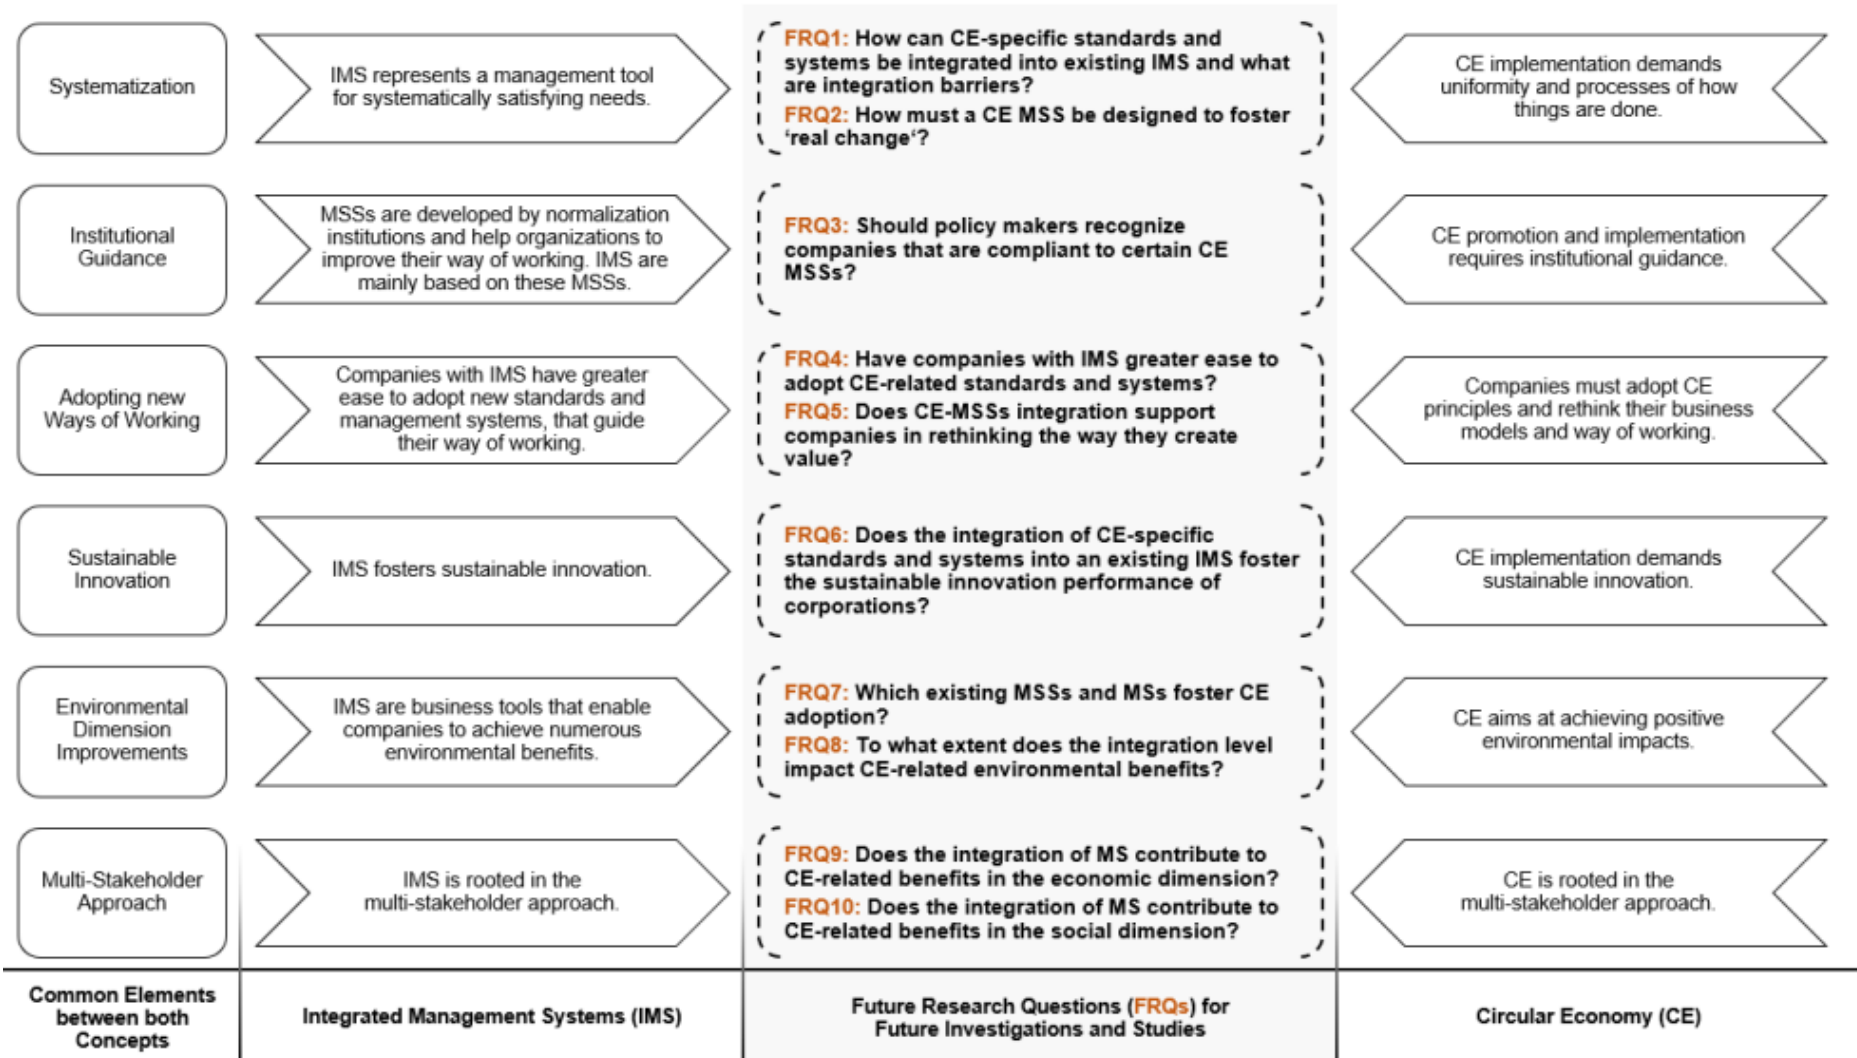 Systematization
IMS represents a management tool
for systematically satisfying needs.
FRQ1: How can CE-specific standards and
systems be integrated into existing IMS and what
are integration barriers?
FRQ2: How must a CE MSS be designed to foster
‘real change‘?
CE implementation demands
uniformity and processes of how
things are done.
Institutional
Guidance
MSSs are developed by normalization
institutions and help organizations to
improve their way of working. IMS are
mainly based on these MSSs.
FRQ3: Should policy makers recognize
companies that are compliant to certain CE
MSSs?
CE promotion and implementation
requires institutional guidance.
Adopting new
Ways of Working
Companies with IMS have greater
ease to adopt new standards and
management systems, that guide
their way of working.
FRQ4: Have companies with IMS greater ease to
adopt CE-related standards and systems?
FRQ5: Does CE-MSSs integration support
companies in rethinking the way they create
value?
Companies must adopt CE
principles and rethink their business
models and way of working.
Sustainable
Innovation
IMS fosters sustainable innovation.
FRQ6: Does the integration of CE-specific
standards and systems into an existing IMS foster
the sustainable innovation performance of
corporations?
CE implementation demands
sustainable innovation.
Environmental
Dimension
Improvements
IMS are business tools that enable
companies to achieve numerous
environmental benefits.
FRQ7: Which existing MSSs and MSs foster CE
adoption?
FRQ8: To what extent does the integration level
impact CE-related environmental benefits?
CE aims at achieving positive
environmental impacts.
Multi-Stakeholder
Approach
IMS is rooted in the
multi-stakeholder approach.
FRQ9: Does the integration of MS contribute to
CE-related benefits in the economic dimension?
FRQ10: Does the integration of MS contribute to
CE-related benefits in the social dimension?
CE is rooted in the
multi-stakeholder approach.
Common Elements
between both
Concepts
Integrated Management Systems (IMS)
Future Research Questions (FRQs) for
Future Investigations and Studies
Circular Economy (CE)